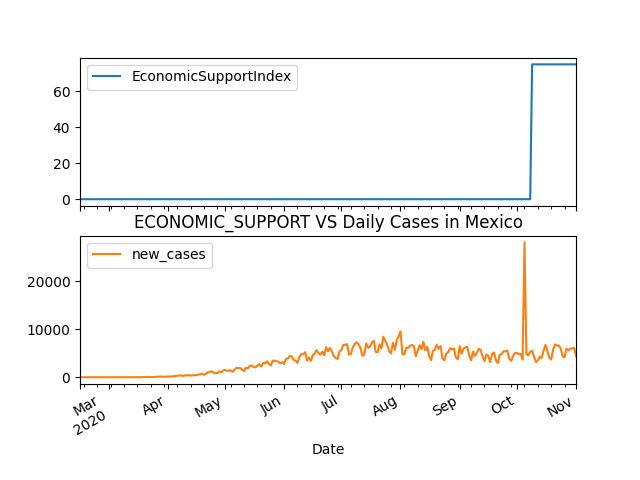 EconomicSupportIndex
60
40
20
0
ECONOMIC_SUPPORT VS Daily Cases in Mexico
new_cases
20000
10000
0
Mar
2020
Apr
May
Jun
Jul
Aug
Sep
Oct
Nov
Date